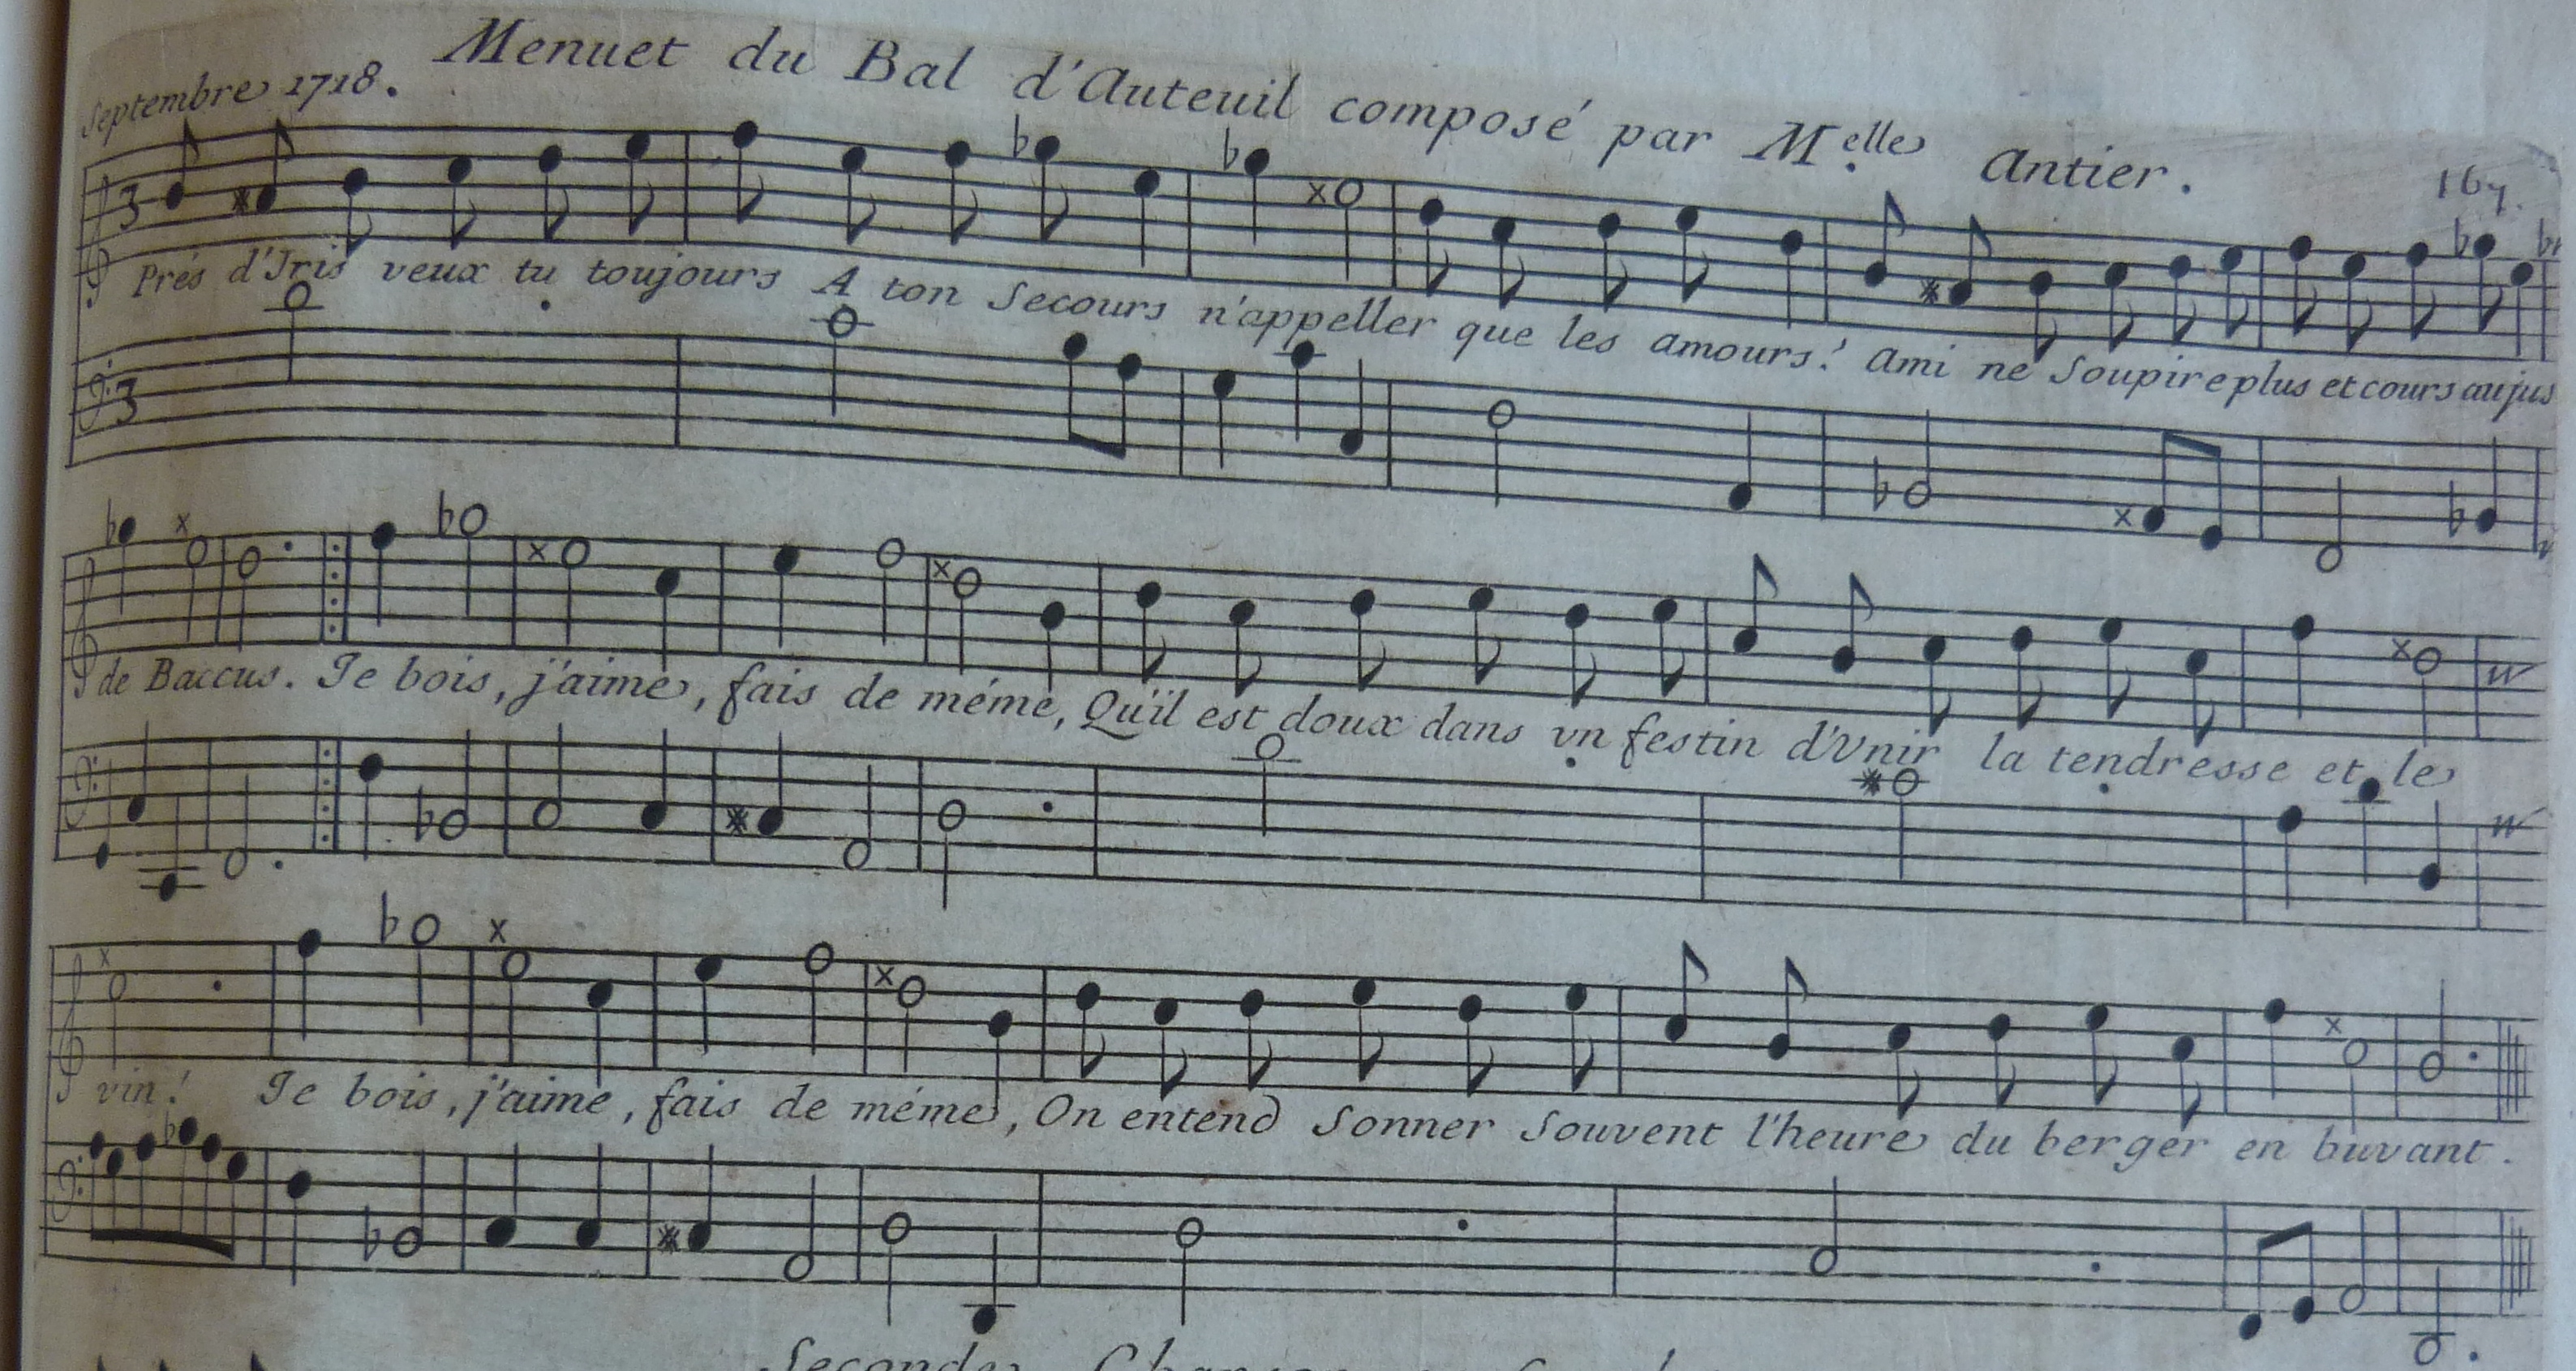 Septembre 1718.
Menuet du Bal d'Auteuil composé par M.elle Antier.
167.
3
Prés d'Iris veux tu toujours A ton Secours n'appeller que les amours! Ami ne Soupire plus et cours au jus
3
de Baccus. Je bois, j'aime, fais de méme, Qu'il est doux dans vn festin d'Vnir la tendresse et le
vin! Je bois, j'aime, fais de méme, On entend Sonner Souvent l'heure du berger en buvant.
Seconde